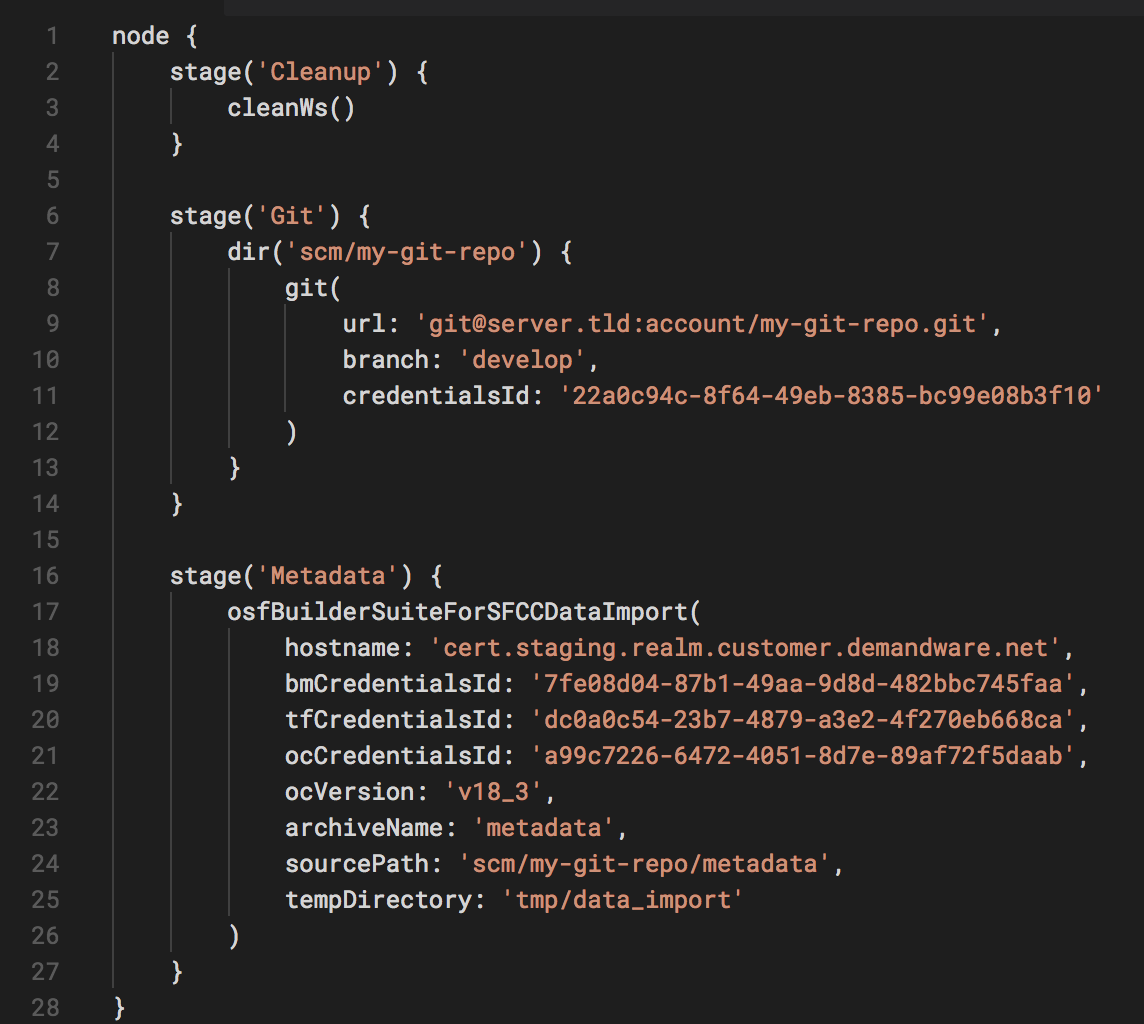 1 node {
2 stage('Cleanup') {
3 cleanWs()
4 }
5
6 stage('Git') {
7 dir('scm/my-git-repo') {
8 git(
9 url: 'git@server.tld:account/my-git-repo.git',
10 branch: 'develop',
11 credentialsId: '22a0c94c-8f64-49eb-8385-bc99e08b3f10'
12 )
13 }
14 }
15
16 stage('Metadata') {
17 osfBuilderSuiteForSFCCDataImport(
18 hostname: 'cert.staging.realm.customer.demandware.net',
19 bmCredentialsId: '7fe08d04-87b1-49aa-9d8d-482bbc745faa',
20 tfCredentialsId: 'dc0a0c54-23b7-4879-a3e2-4f270eb668ca',
21 ocCredentialsId: 'a99c7226-6472-4051-8d7e-89af72f5daab',
22 ocVersion: 'v18_3',
23 archiveName: 'metadata',
24 sourcePath: 'scm/my-git-repo/metadata',
25 tempDirectory: 'tmp/data_import'
26 )
27 }
28 }